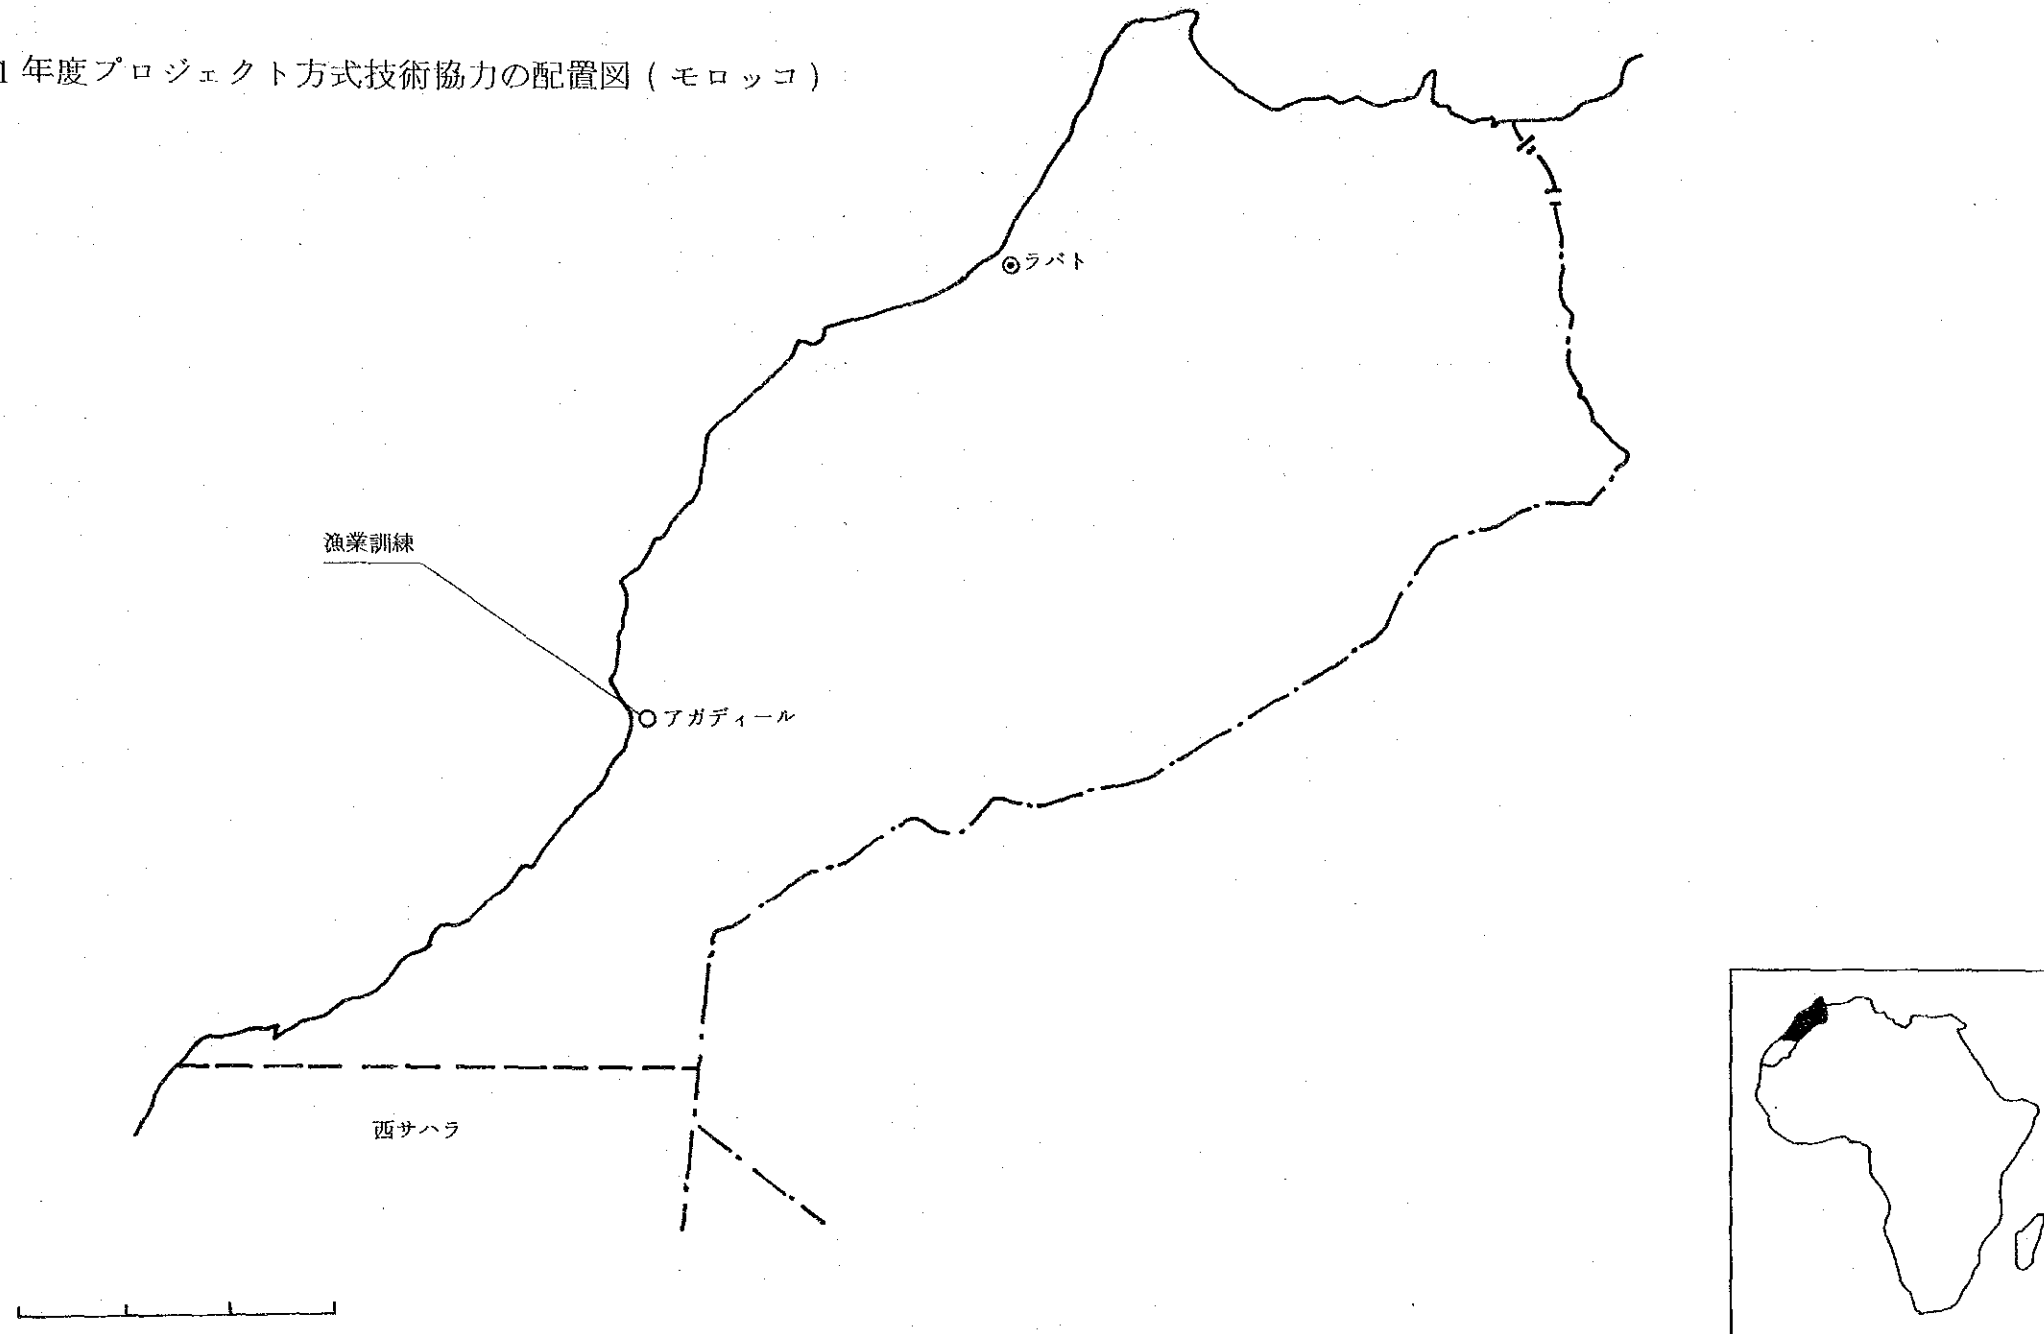 1年度プロジェクト方式技術協力の配置図（モロッコ）
ラバト
漁業訓練
アガディール
西サハラ